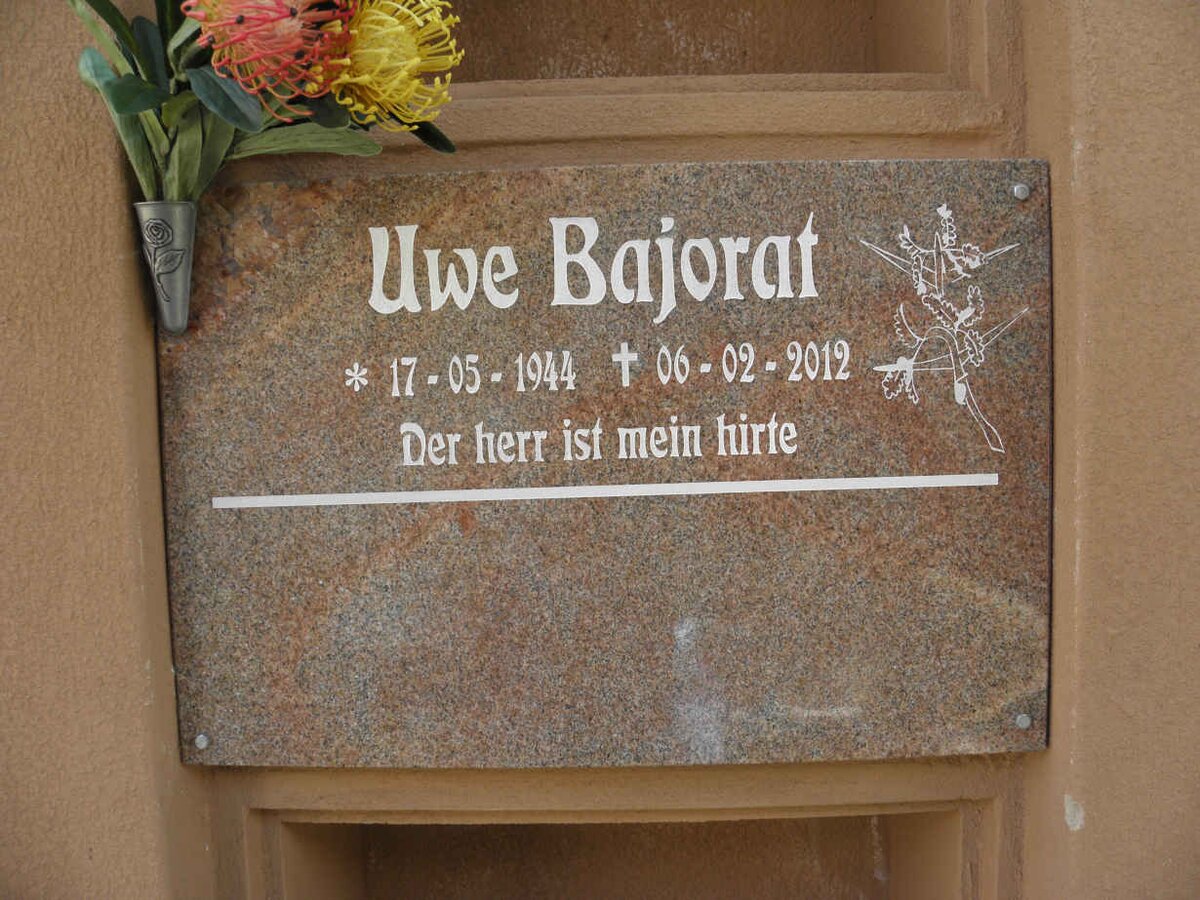 Uwe Bajorat
* 17 - 05 - 1944 ✝ 06 - 02 - 2012
Der herr ist mein hirte